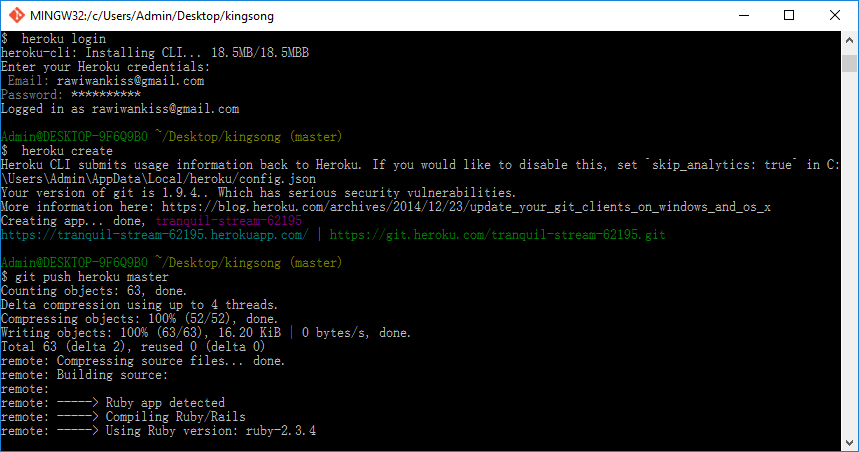 MINGW32:/c/Users/Admin/Desktop/kingsong
$  heroku login
heroku-cli: Installing CLI... 18.5MB/18.5MBB
Enter your Heroku credentials:
 Email: rawiwankiss@gmail.com
Password: **********
Logged in as rawiwankiss@gmail.com
Admin@DESKTOP-9F6Q9B0 ~/Desktop/kingsong (master)
$  heroku create
Heroku CLI submits usage information back to Heroku. If you would like to disable this, set `skip_analytics: true` in C:
\Users\Admin\AppData\Local/heroku/config.json
Your version of git is 1.9.4.. Which has serious security vulnerabilities.
More information here: https://blog.heroku.com/archives/2014/12/23/update_your_git_clients_on_windows_and_os_x
Creating app... done, tranquil-stream-62195
https://tranquil-stream-62195.herokuapp.com/ | https://git.heroku.com/tranquil-stream-62195.git
Admin@DESKTOP-9F6Q9B0 ~/Desktop/kingsong (master)
$ git push heroku master
Counting objects: 63, done.
Delta compression using up to 4 threads.
Compressing objects: 100% (52/52), done.
Writing objects: 100% (63/63), 16.20 KiB | 0 bytes/s, done.
Total 63 (delta 2), reused 0 (delta 0)
remote: Compressing source files... done.
remote: Building source:
remote:
remote: -----> Ruby app detected
remote: -----> Compiling Ruby/Rails
remote: -----> Using Ruby version: ruby-2.3.4